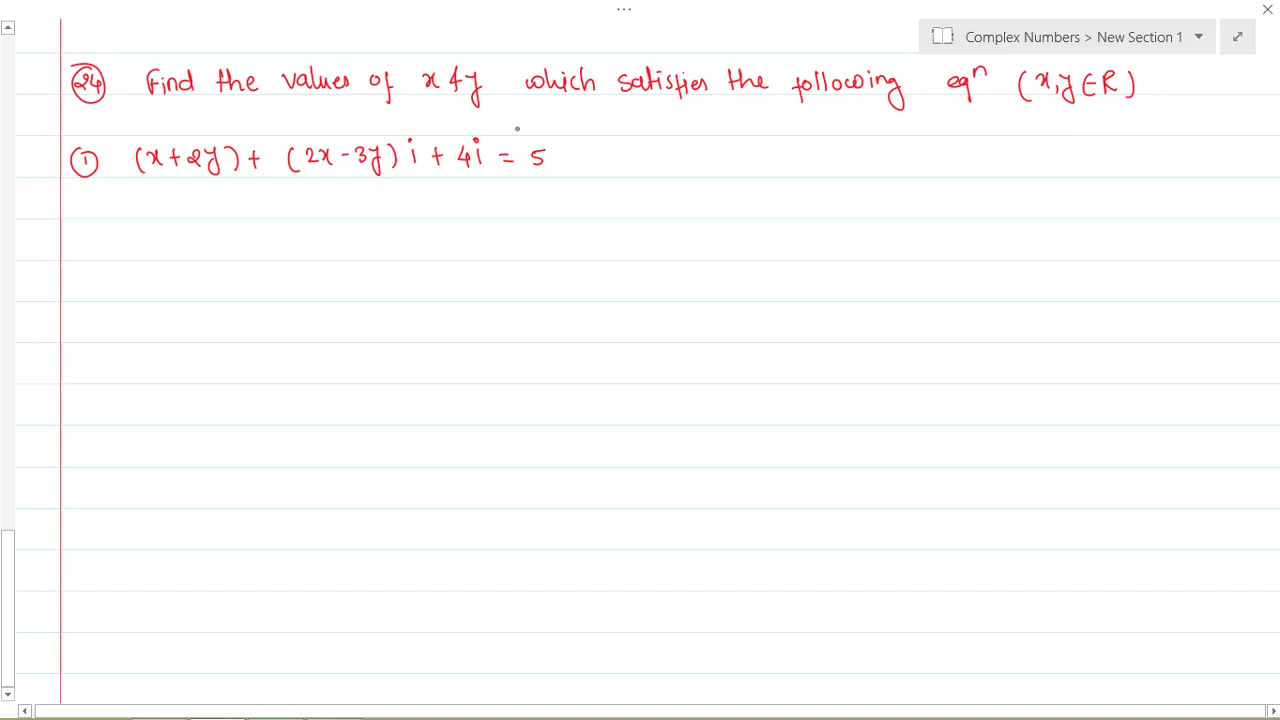 Complex Numbers > New Section 1
24 Find the values of x & y which satisfies the following eqⁿ (x, y ∈ R)
① (x + 2y) + (2x - 3y) i + 4i = 5